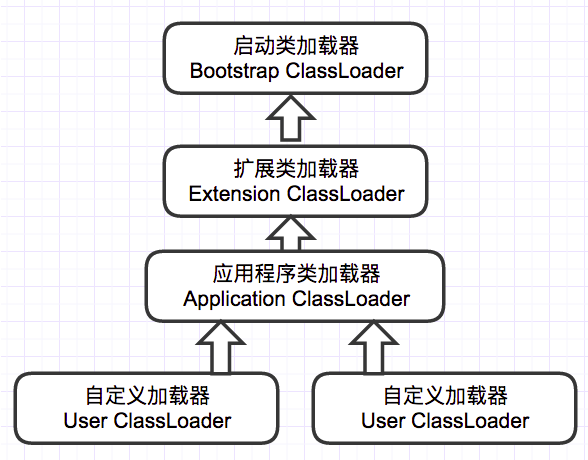 启动类加载器
Bootstrap ClassLoader
扩展类加载器
Extension ClassLoader
应用程序类加载器
Application ClassLoader
自定义加载器
User ClassLoader
自定义加载器
User ClassLoader